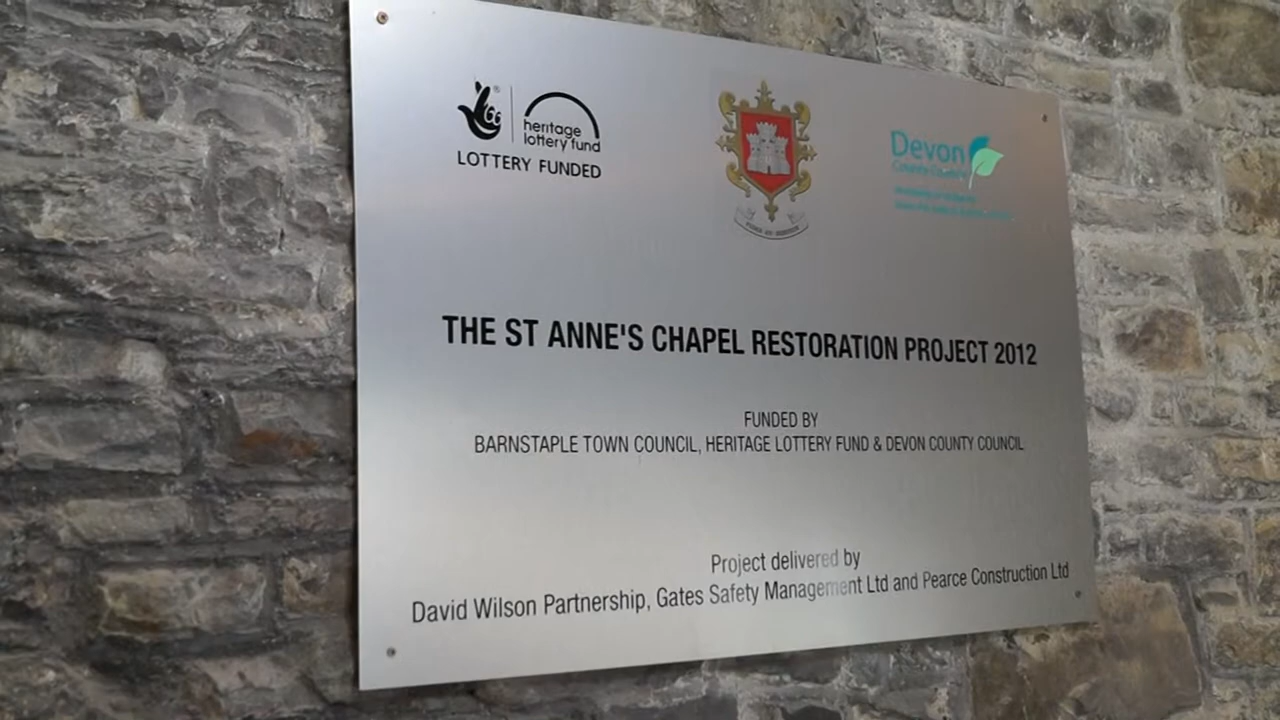 heritage
lottery fund
LOTTERY FUNDED
Devon
County Council
THE ST ANNE'S CHAPEL RESTORATION PROJECT 2012
FUNDED BY
BARNSTAPLE TOWN COUNCIL, HERITAGE LOTTERY FUND & DEVON COUNTY COUNCIL
Project delivered by
David Wilson Partnership, Gates Safety Management Ltd and Pearce Construction Ltd